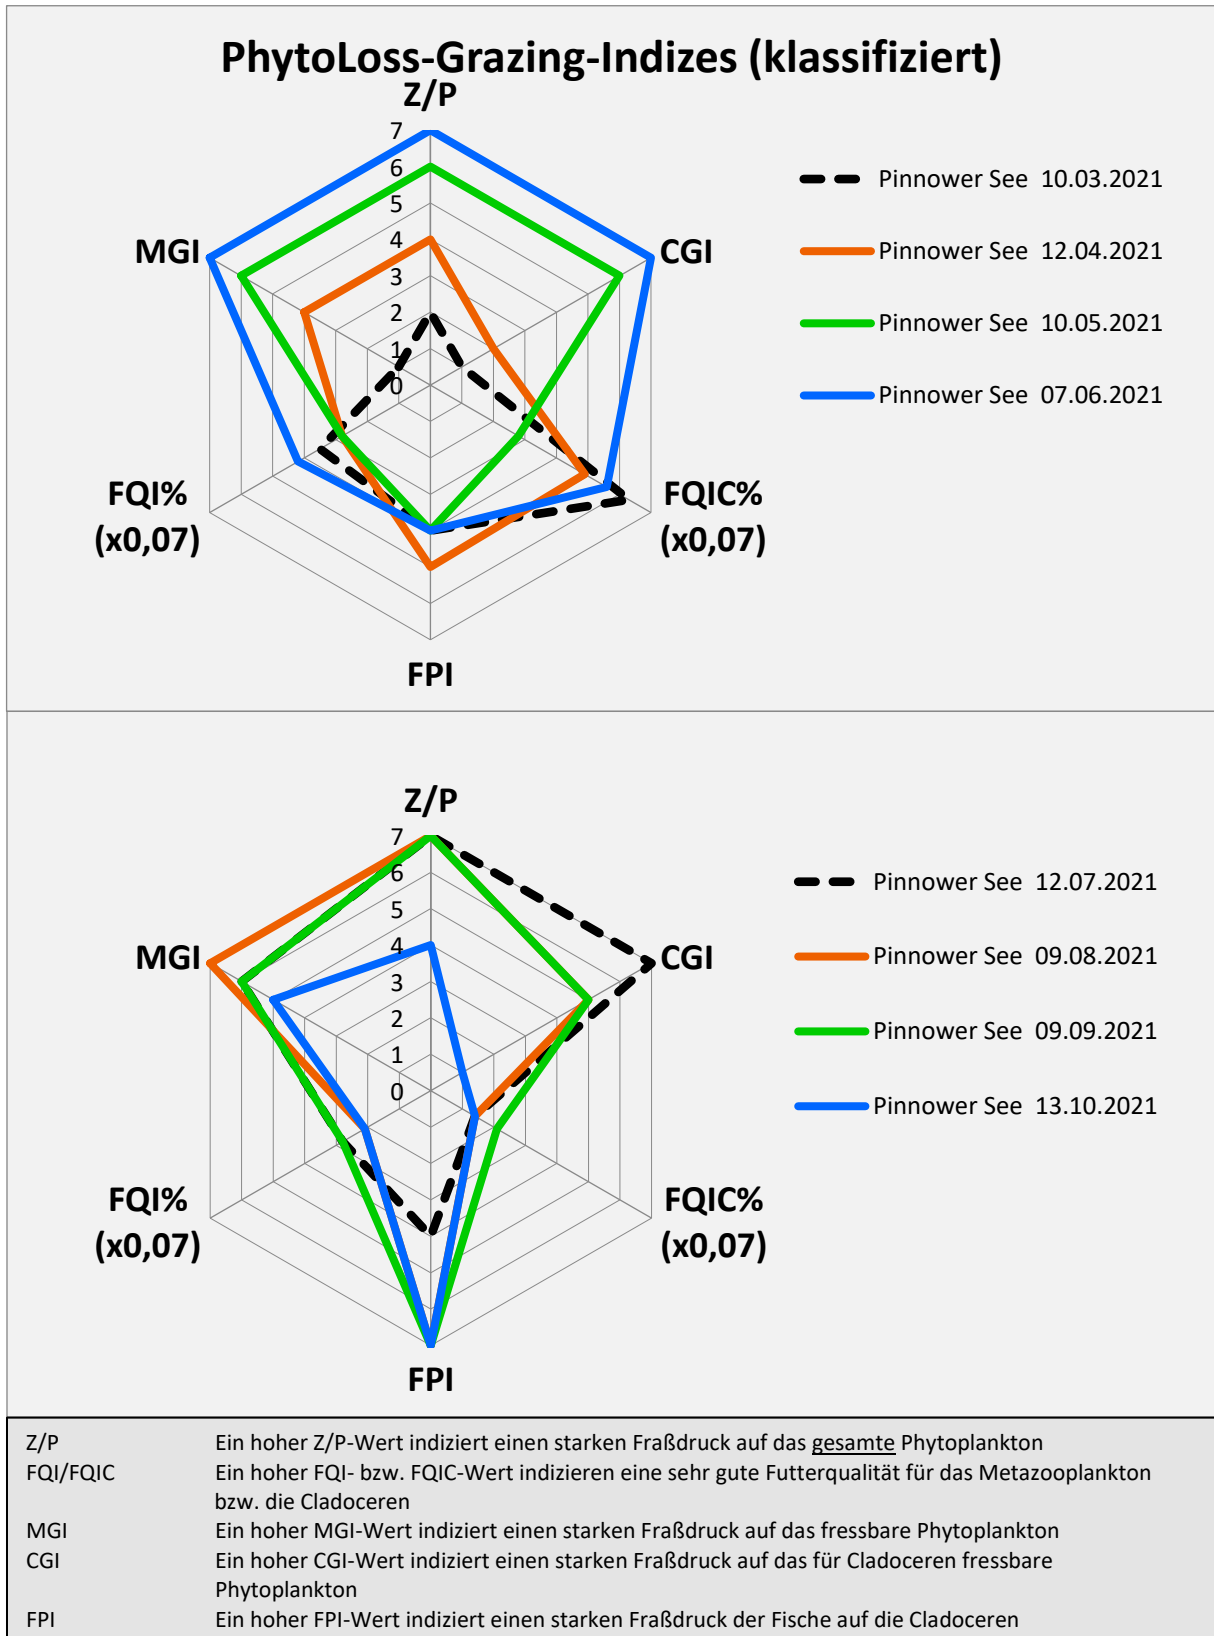 PhytoLoss-Grazing-Indizes (klassifiziert)
Z/P
7
6
5
4
3
2
1
0
MGI
CGI
FQI%
(x0,07)
FQIC%
(x0,07)
FPI
Pinnower See 10.03.2021
Pinnower See 12.04.2021
Pinnower See 10.05.2021
Pinnower See 07.06.2021
Z/P
7
6
5
4
3
2
1
0
MGI
CGI
FQI%
(x0,07)
FQIC%
(x0,07)
FPI
Pinnower See 12.07.2021
Pinnower See 09.08.2021
Pinnower See 09.09.2021
Pinnower See 13.10.2021
Z/P Ein hoher Z/P-Wert indiziert einen starken Fraßdruck auf das gesamte Phytoplankton
FQI/FQIC Ein hoher FQI- bzw. FQIC-Wert indizieren eine sehr gute Futterqualität für das Metazooplankton
bzw. die Cladoceren
MGI Ein hoher MGI-Wert indiziert einen starken Fraßdruck auf das fressbare Phytoplankton
CGI Ein hoher CGI-Wert indiziert einen starken Fraßdruck auf das für Cladoceren fressbare
Phytoplankton
FPI Ein hoher FPI-Wert indiziert einen starken Fraßdruck der Fische auf die Cladoceren